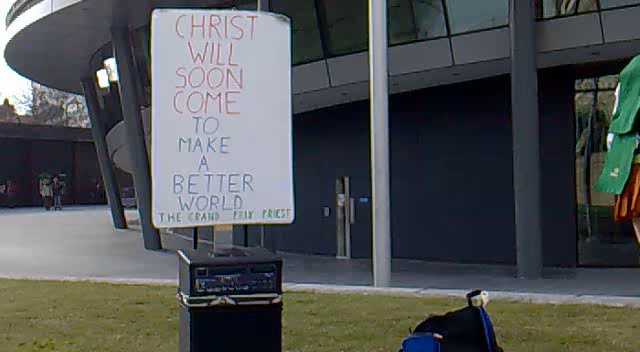 CHRIST
WILL
SOON
COME
TO
MAKE
A
BETTER
WORLD
THE GRAND PRIX PRIEST